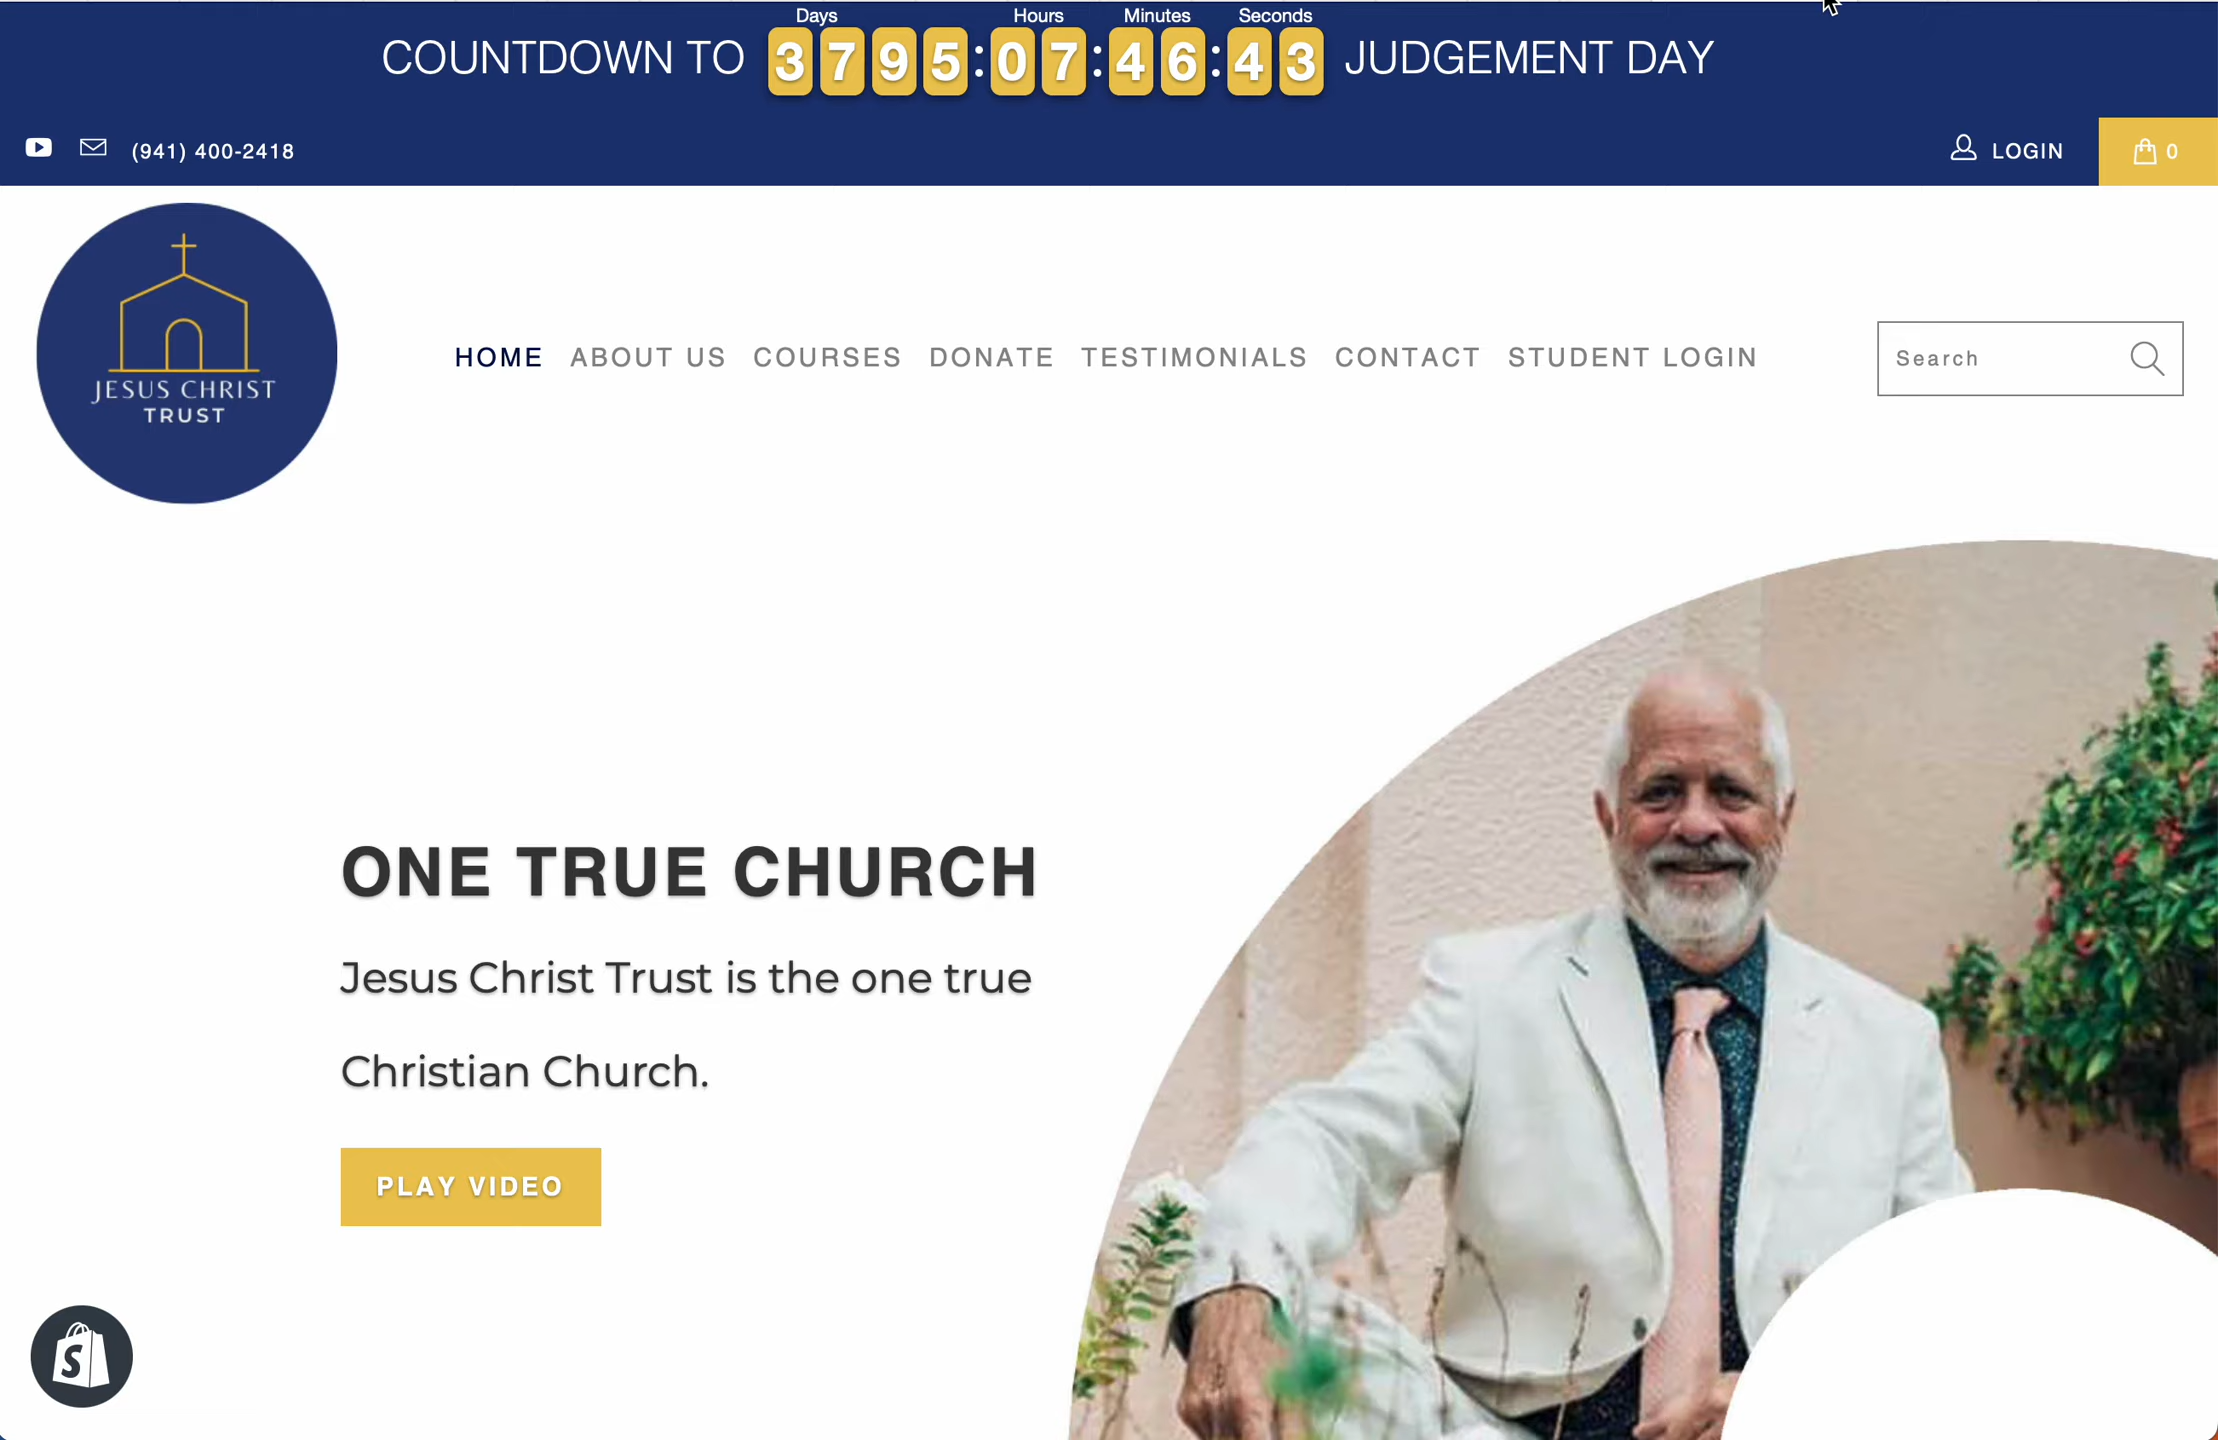 Days Hours Minutes Seconds
COUNTDOWN TO 3795:07:46:43 JUDGEMENT DAY
(941) 400-2418
LOGIN
0
JESUS CHRIST
TRUST
HOME ABOUT US COURSES DONATE TESTIMONIALS CONTACT STUDENT LOGIN
Search
ONE TRUE CHURCH
Jesus Christ Trust is the one true
Christian Church.
PLAY VIDEO
S